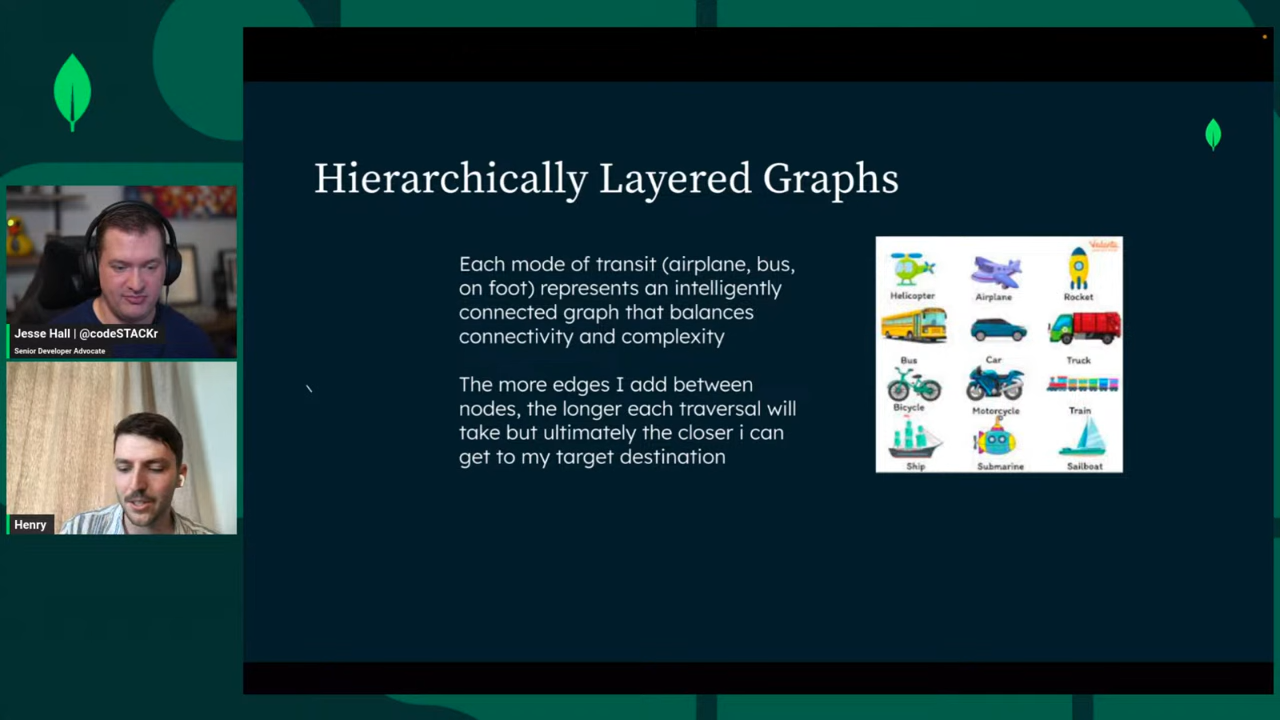 Hierarchically Layered Graphs
Each mode of transit (airplane, bus,
on foot) represents an intelligently
connected graph that balances
connectivity and complexity
The more edges I add between
nodes, the longer each traversal will
take but ultimately the closer i can
get to my target destination
Helicopter
Airplane
Rocket
Bus
Car
Truck
Bicycle
Motorcycle
Train
Ship
Submarine
Sailboat
Jesse Hall | @codeSTACKr
Senior Developer Advocate
Henry